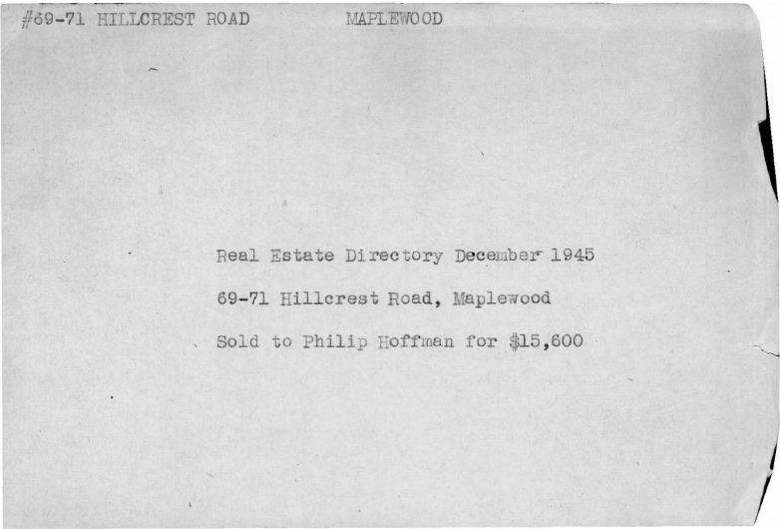 #69-71 HILLCREST ROAD MAPLEWOOD
Real Estate Directory December 1945
69-71 Hillcrest Road, Maplewood
Sold to Philip Hoffman for $15,600